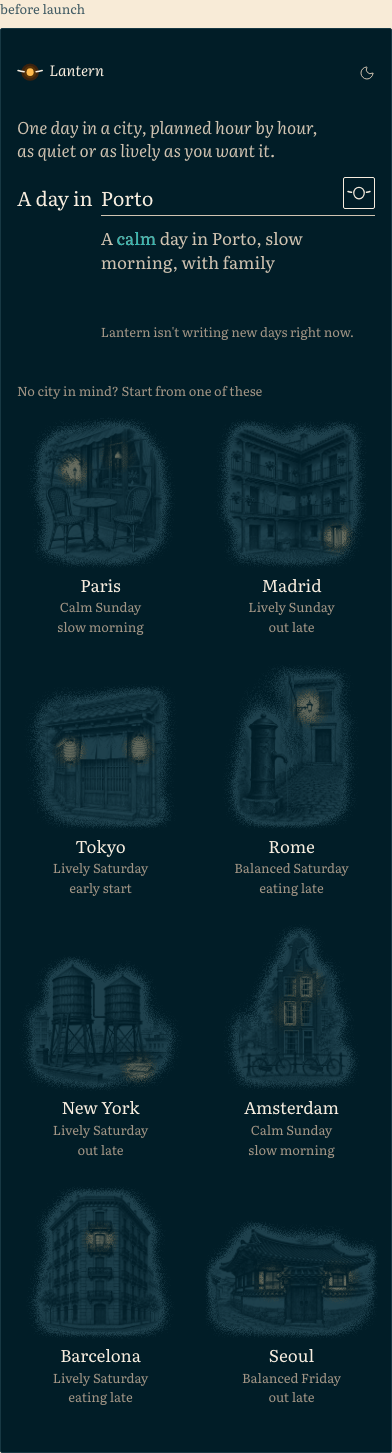 before launch
Lantern
One day in a city, planned hour by hour,
as quiet or as lively as you want it.
A day in Porto
A calm day in Porto, slow
morning, with family
Lantern isn't writing new days right now.
No city in mind? Start from one of these
Paris
Calm Sunday
slow morning
Madrid
Lively Sunday
out late
Tokyo
Lively Saturday
early start
Rome
Balanced Saturday
eating late
New York
Lively Saturday
out late
Amsterdam
Calm Sunday
slow morning
Barcelona
Lively Saturday
eating late
Seoul
Balanced Friday
out late